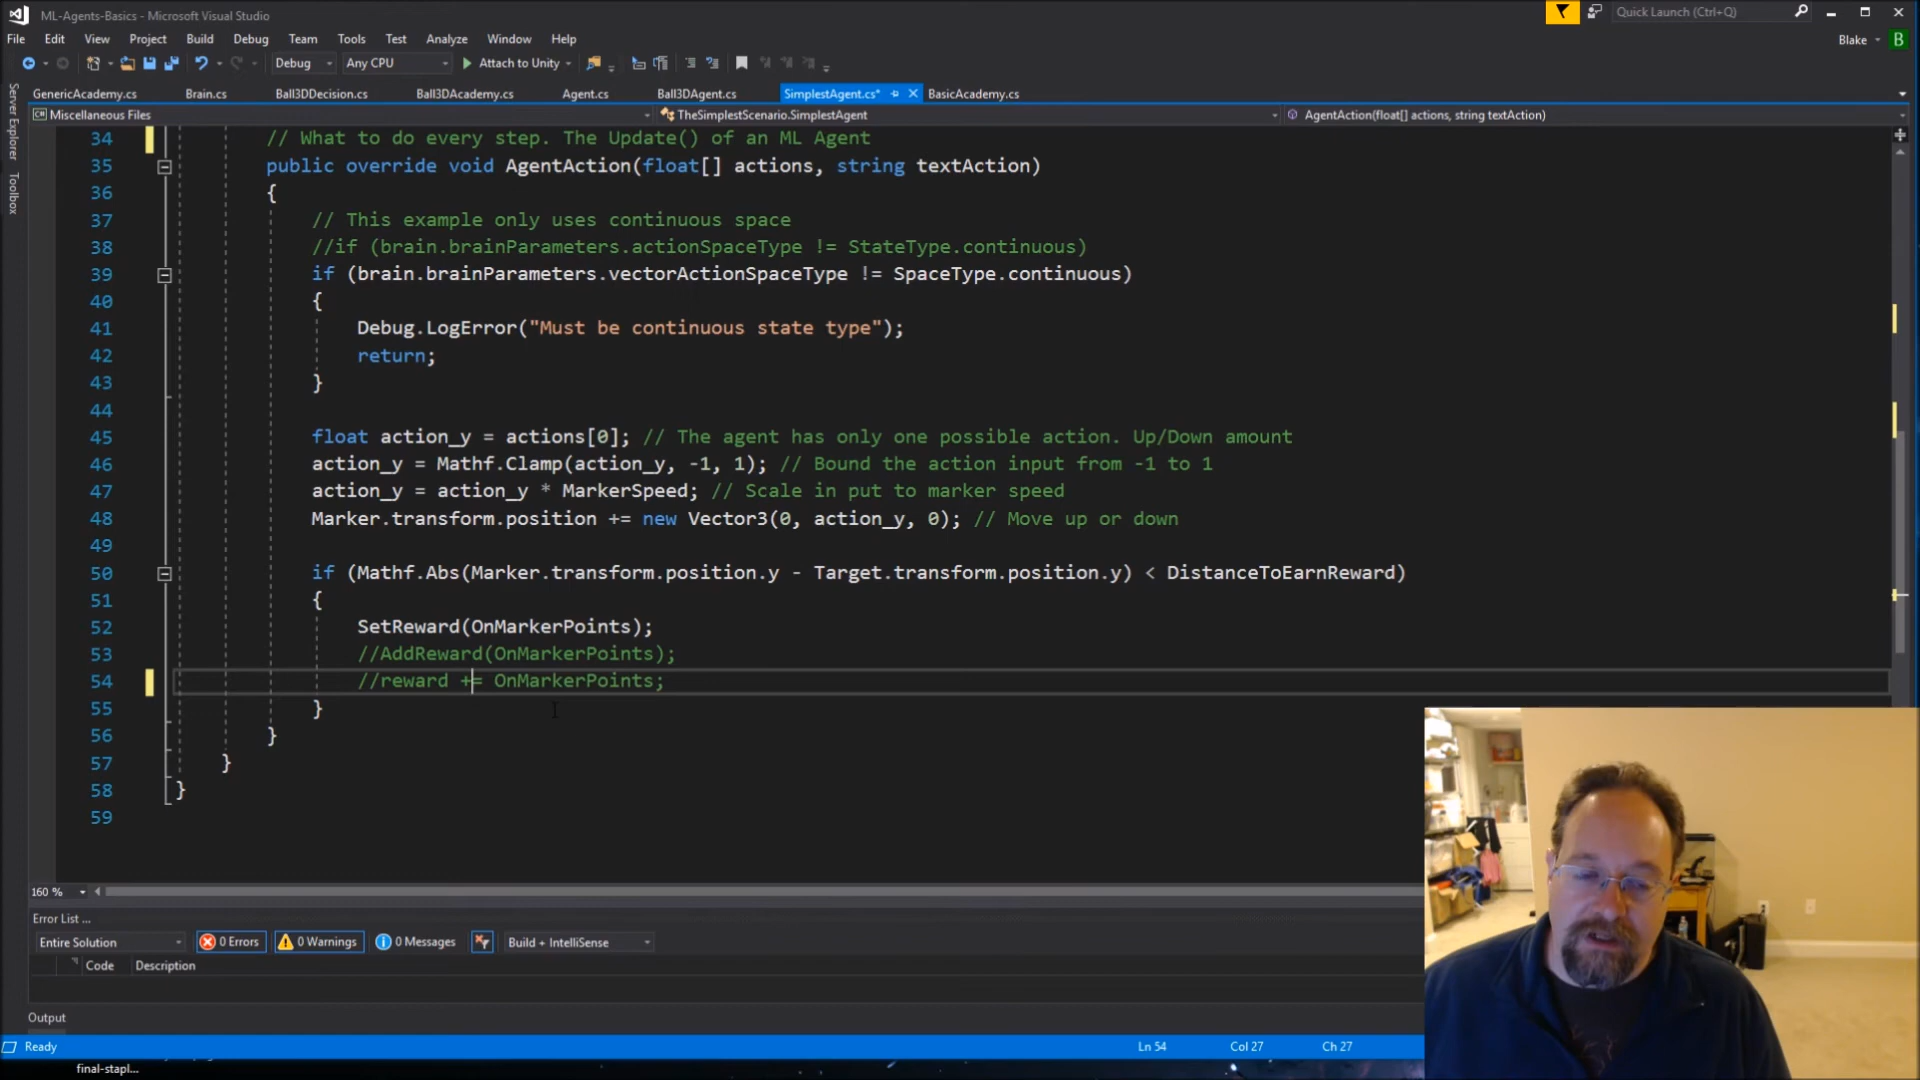 ML-Agents-Basics - Microsoft Visual Studio
Quick Launch (Ctrl+Q)
File Edit View Project Build Debug Team Tools Test Analyze Window Help
Blake B
Debug Any CPU Attach to Unity
GenericAcademy.cs Brain.cs Ball3DDecision.cs Ball3DAcademy.cs Agent.cs Ball3DAgent.cs SimplestAgent.cs* BasicAcademy.cs
Miscellaneous Files TheSimplestScenario.SimplestAgent AgentAction(float[] actions, string textAction)
Server Explorer
Toolbox
34 // What to do every step. The Update() of an ML Agent
35 public override void AgentAction(float[] actions, string textAction)
36 {
37 // This example only uses continuous space
38 //if (brain.brainParameters.actionSpaceType != StateType.continuous)
39 if (brain.brainParameters.vectorActionSpaceType != SpaceType.continuous)
40 {
41 Debug.LogError("Must be continuous state type");
42 return;
43 }
44
45 float action_y = actions[0]; // The agent has only one possible action. Up/Down amount
46 action_y = Mathf.Clamp(action_y, -1, 1); // Bound the action input from -1 to 1
47 action_y = action_y * MarkerSpeed; // Scale in put to marker speed
48 Marker.transform.position += new Vector3(0, action_y, 0); // Move up or down
49
50 if (Mathf.Abs(Marker.transform.position.y - Target.transform.position.y) < DistanceToEarnReward)
51 {
52 SetReward(OnMarkerPoints);
53 //AddReward(OnMarkerPoints);
54 //reward += OnMarkerPoints;
55 }
56 }
57 }
58 }
59
160 %
Error List ...
Entire Solution 0 Errors 0 Warnings 0 Messages Build + IntelliSense
Code Description
Output
Ready Ln 54 Col 27 Ch 27
final-stapl...